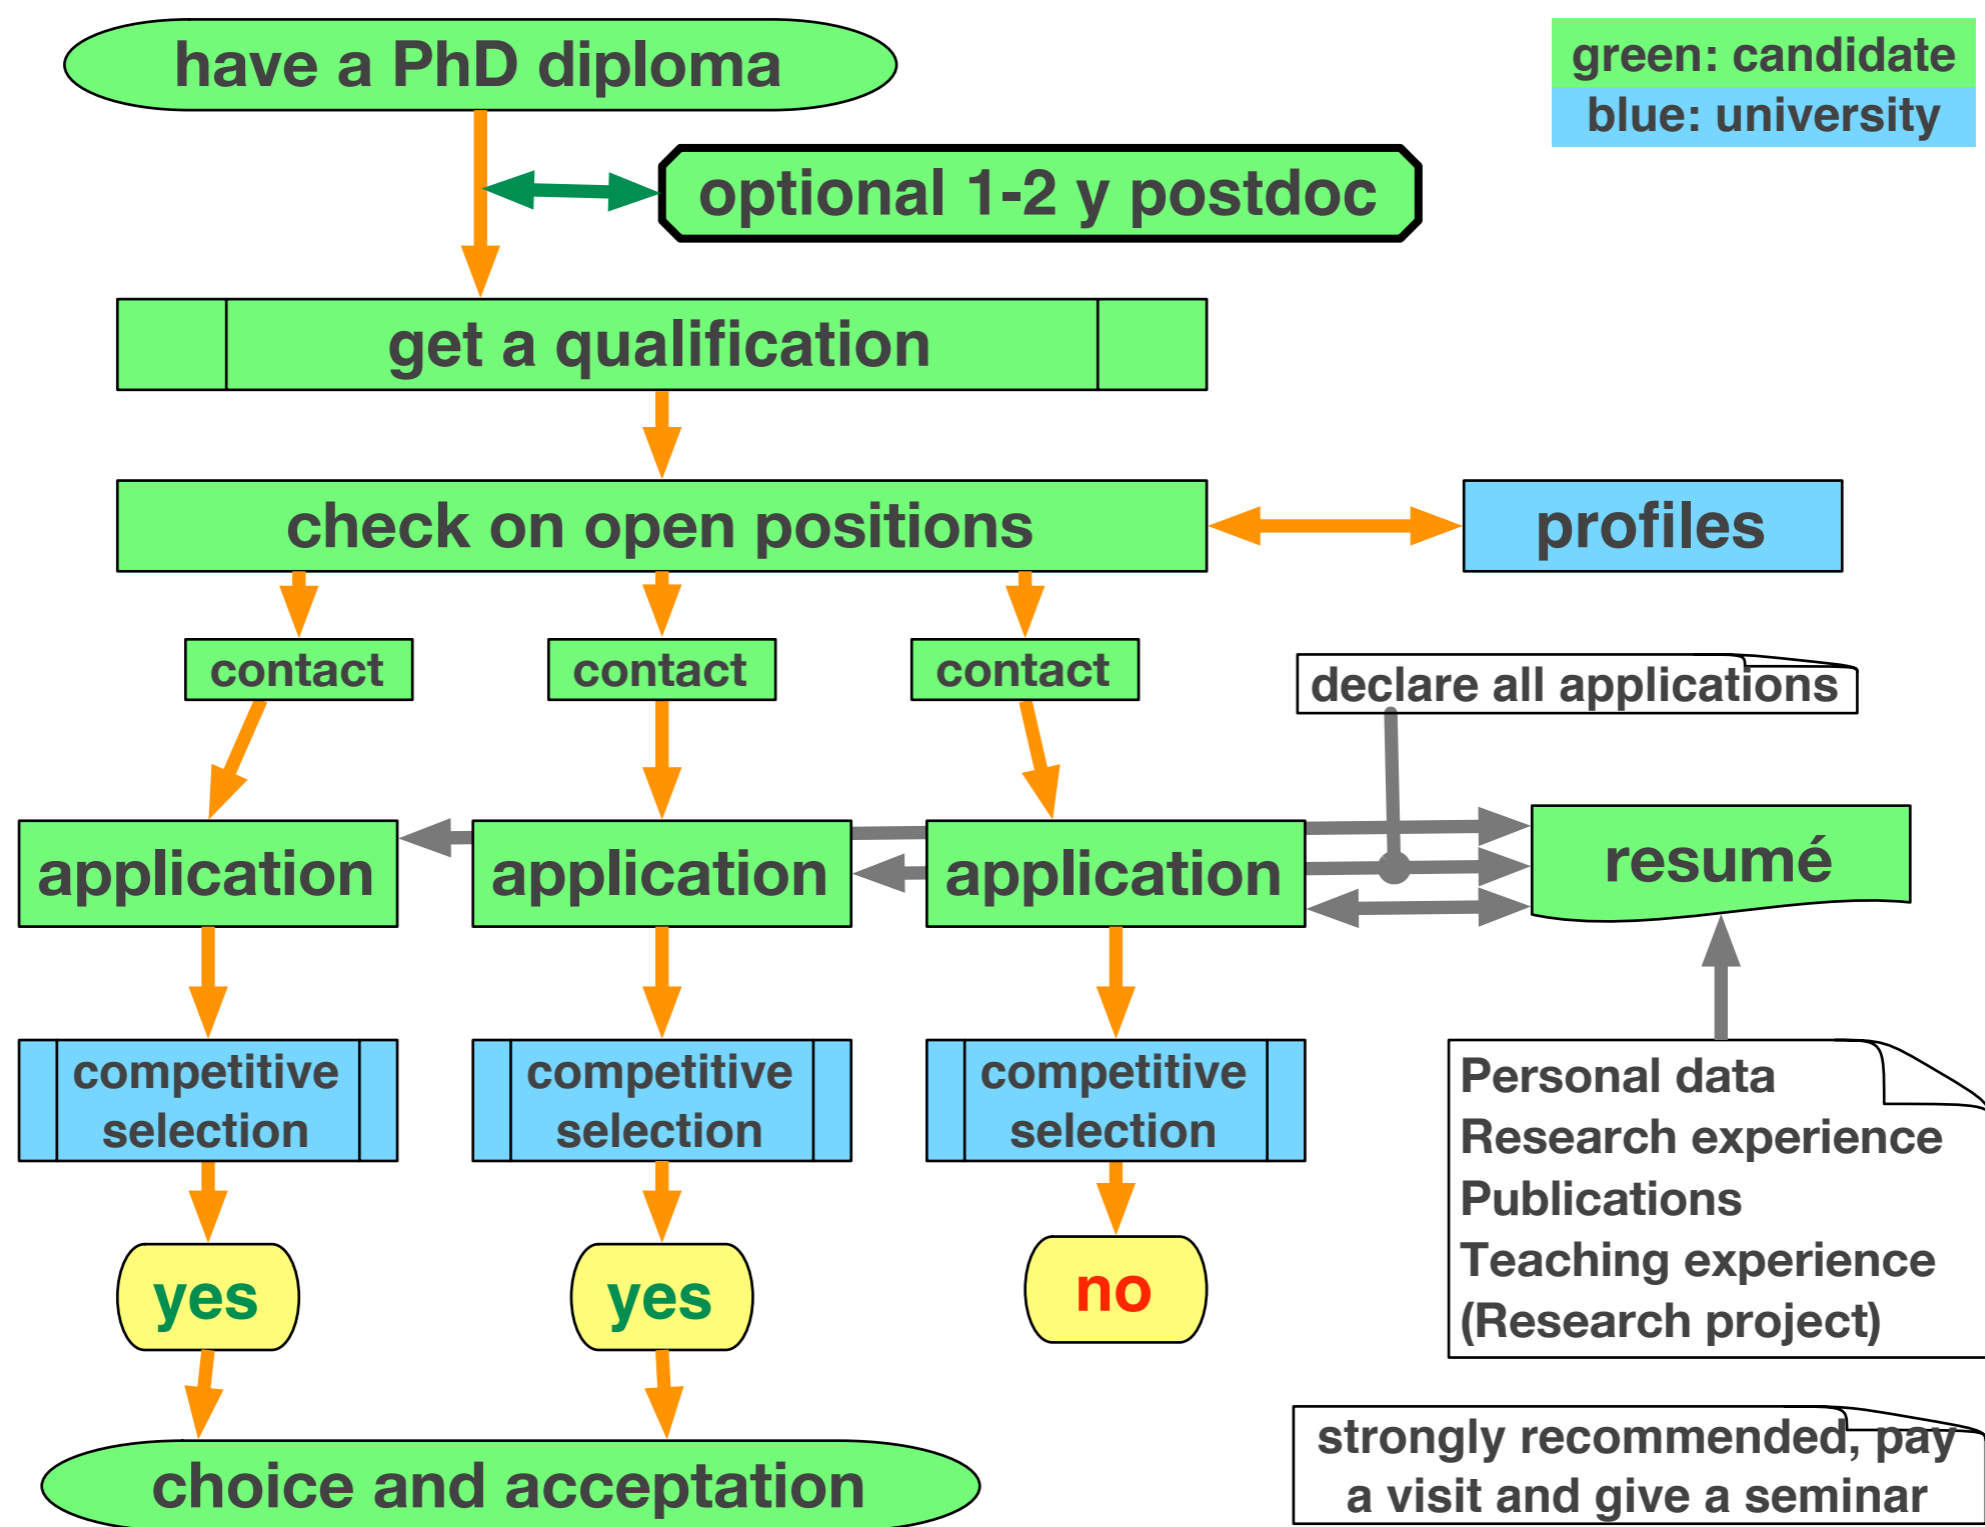 have a PhD diploma
green: candidate
blue: university
optional 1-2 y postdoc
get a qualification
check on open positions
profiles
contact
contact
contact
declare all applications
application
application
application
resumé
competitive
selection
competitive
selection
competitive
selection
Personal data
Research experience
Publications
Teaching experience
(Research project)
yes
yes
no
choice and acceptation
strongly recommended, pay
a visit and give a seminar